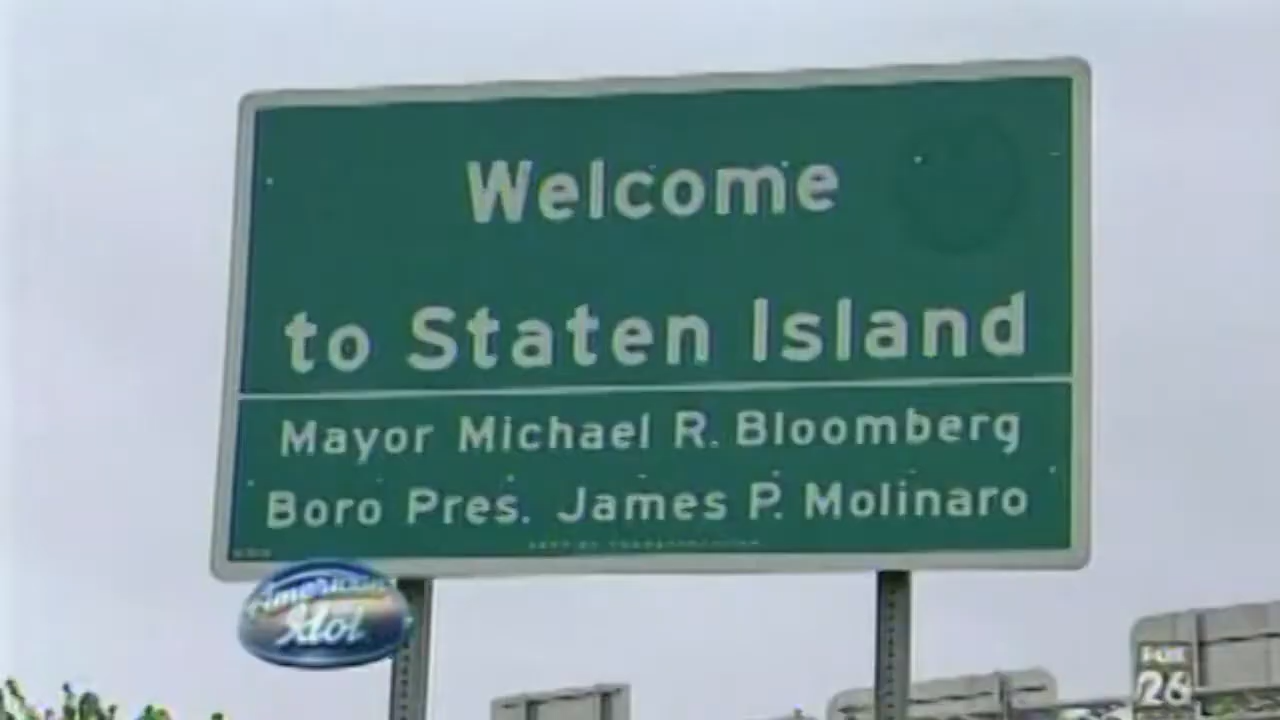 Welcome
to Staten Island
Mayor Michael R. Bloomberg
Boro Pres. James P. Molinaro
American
Idol
FOX
26